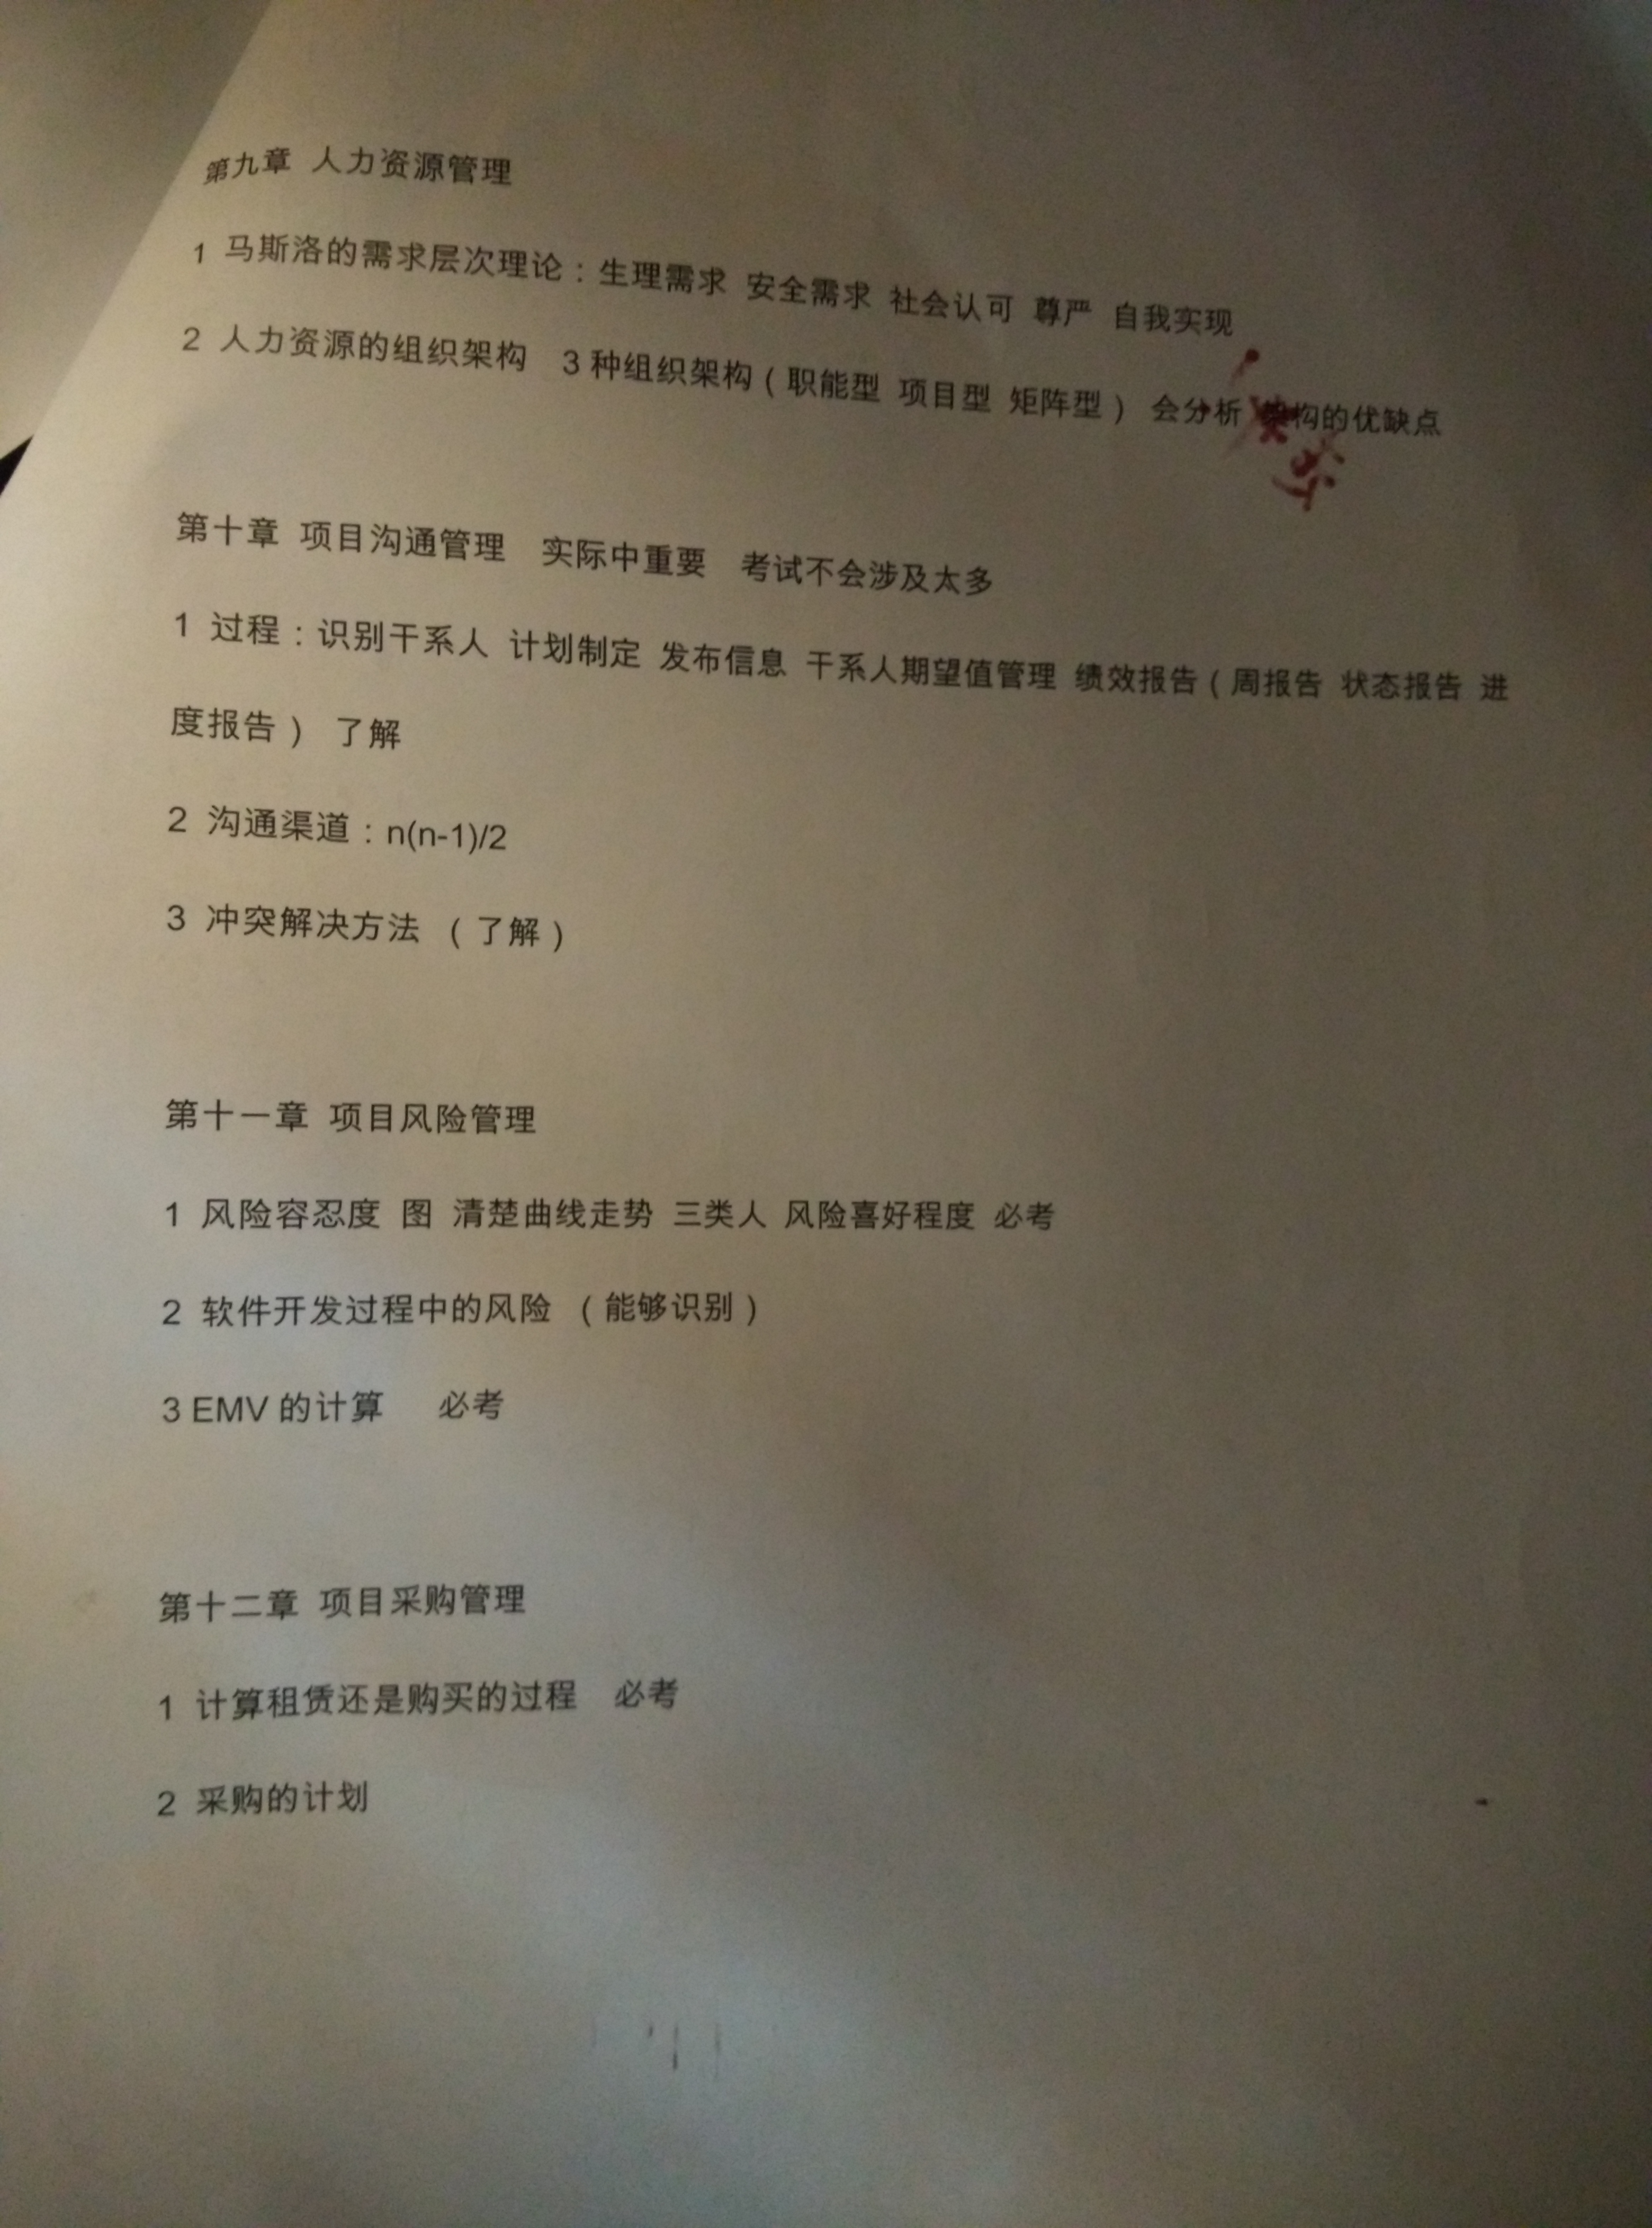 第九章 人力资源管理
1 马斯洛的需求层次理论：生理需求 安全需求 社会认可 尊严 自我实现
2 人力资源的组织架构 3种组织架构（职能型 项目型 矩阵型） 会分析 架构的优缺点
第十章 项目沟通管理 实际中重要 考试不会涉及太多
1 过程：识别干系人 计划制定 发布信息 干系人期望值管理 绩效报告（周报告 状态报告 进
度报告） 了解
2 沟通渠道：n(n-1)/2
3 冲突解决方法 （了解）
第十一章 项目风险管理
1 风险容忍度 图 清楚曲线走势 三类人 风险喜好程度 必考
2 软件开发过程中的风险 （能够识别）
3 EMV 的计算 必考
第十二章 项目采购管理
1 计算租赁还是购买的过程 必考
2 采购的计划